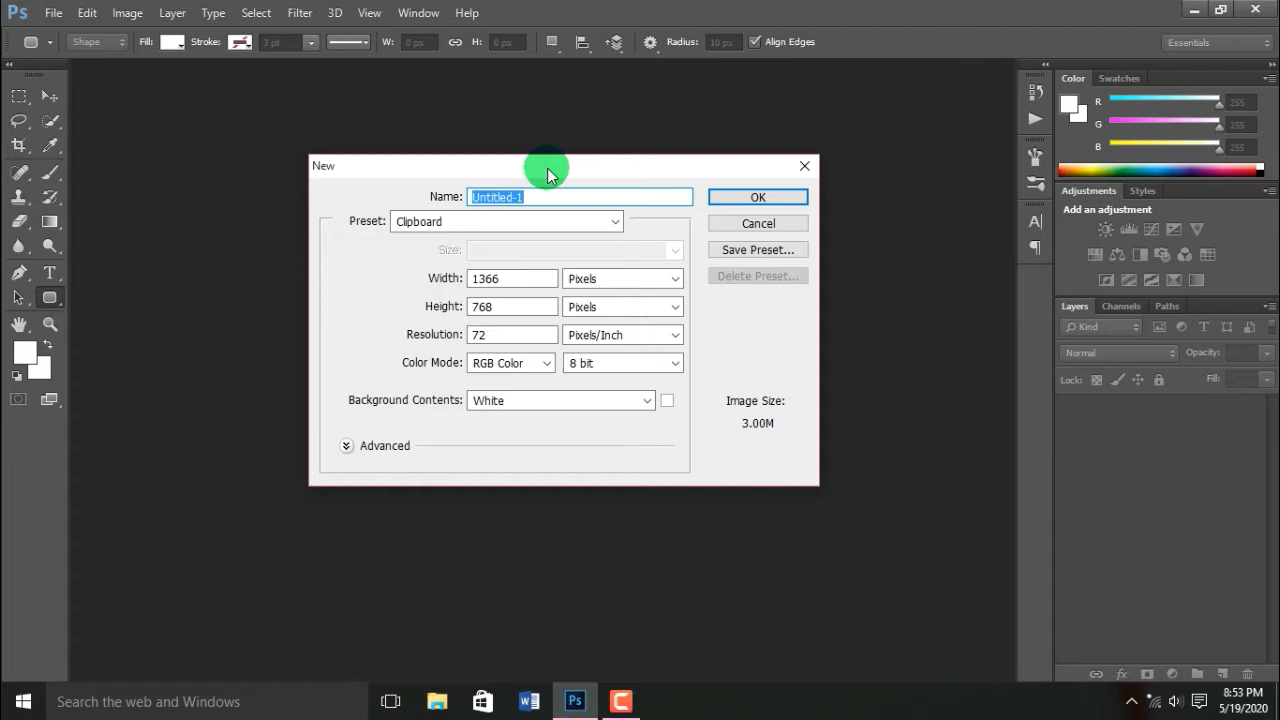 Ps File Edit Image Layer Type Select Filter 3D View Window Help
Shape Fill: Stroke: 3 pt W: 0 px H: 0 px Radius: 10 px Align Edges Essentials
Color Swatches
R 255
G 255
B 255
Adjustments Styles
Add an adjustment
Layers Channels Paths
Kind
Normal Opacity:
Lock: Fill:
New
Name: Untitled-1 OK
Preset: Clipboard Cancel
Size: Save Preset...
Width: 1366 Pixels Delete Preset...
Height: 768 Pixels
Resolution: 72 Pixels/Inch
Color Mode: RGB Color 8 bit
Background Contents: White Image Size:
3.00M
Advanced
Search the web and Windows
Ps
8:53 PM
5/19/2020